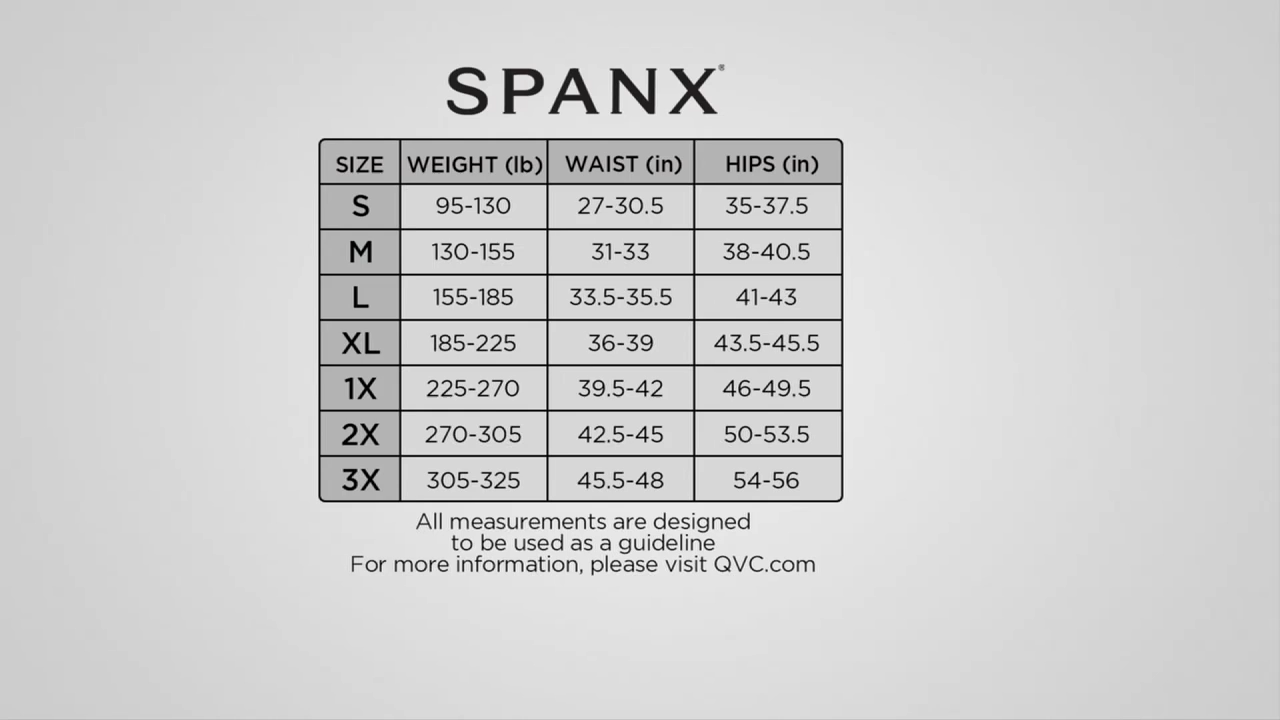 SPANX®
SIZE WEIGHT (lb) WAIST (in) HIPS (in)
S 95-130 27-30.5 35-37.5
M 130-155 31-33 38-40.5
L 155-185 33.5-35.5 41-43
XL 185-225 36-39 43.5-45.5
1X 225-270 39.5-42 46-49.5
2X 270-305 42.5-45 50-53.5
3X 305-325 45.5-48 54-56
All measurements are designed
to be used as a guideline
For more information, please visit QVC.com